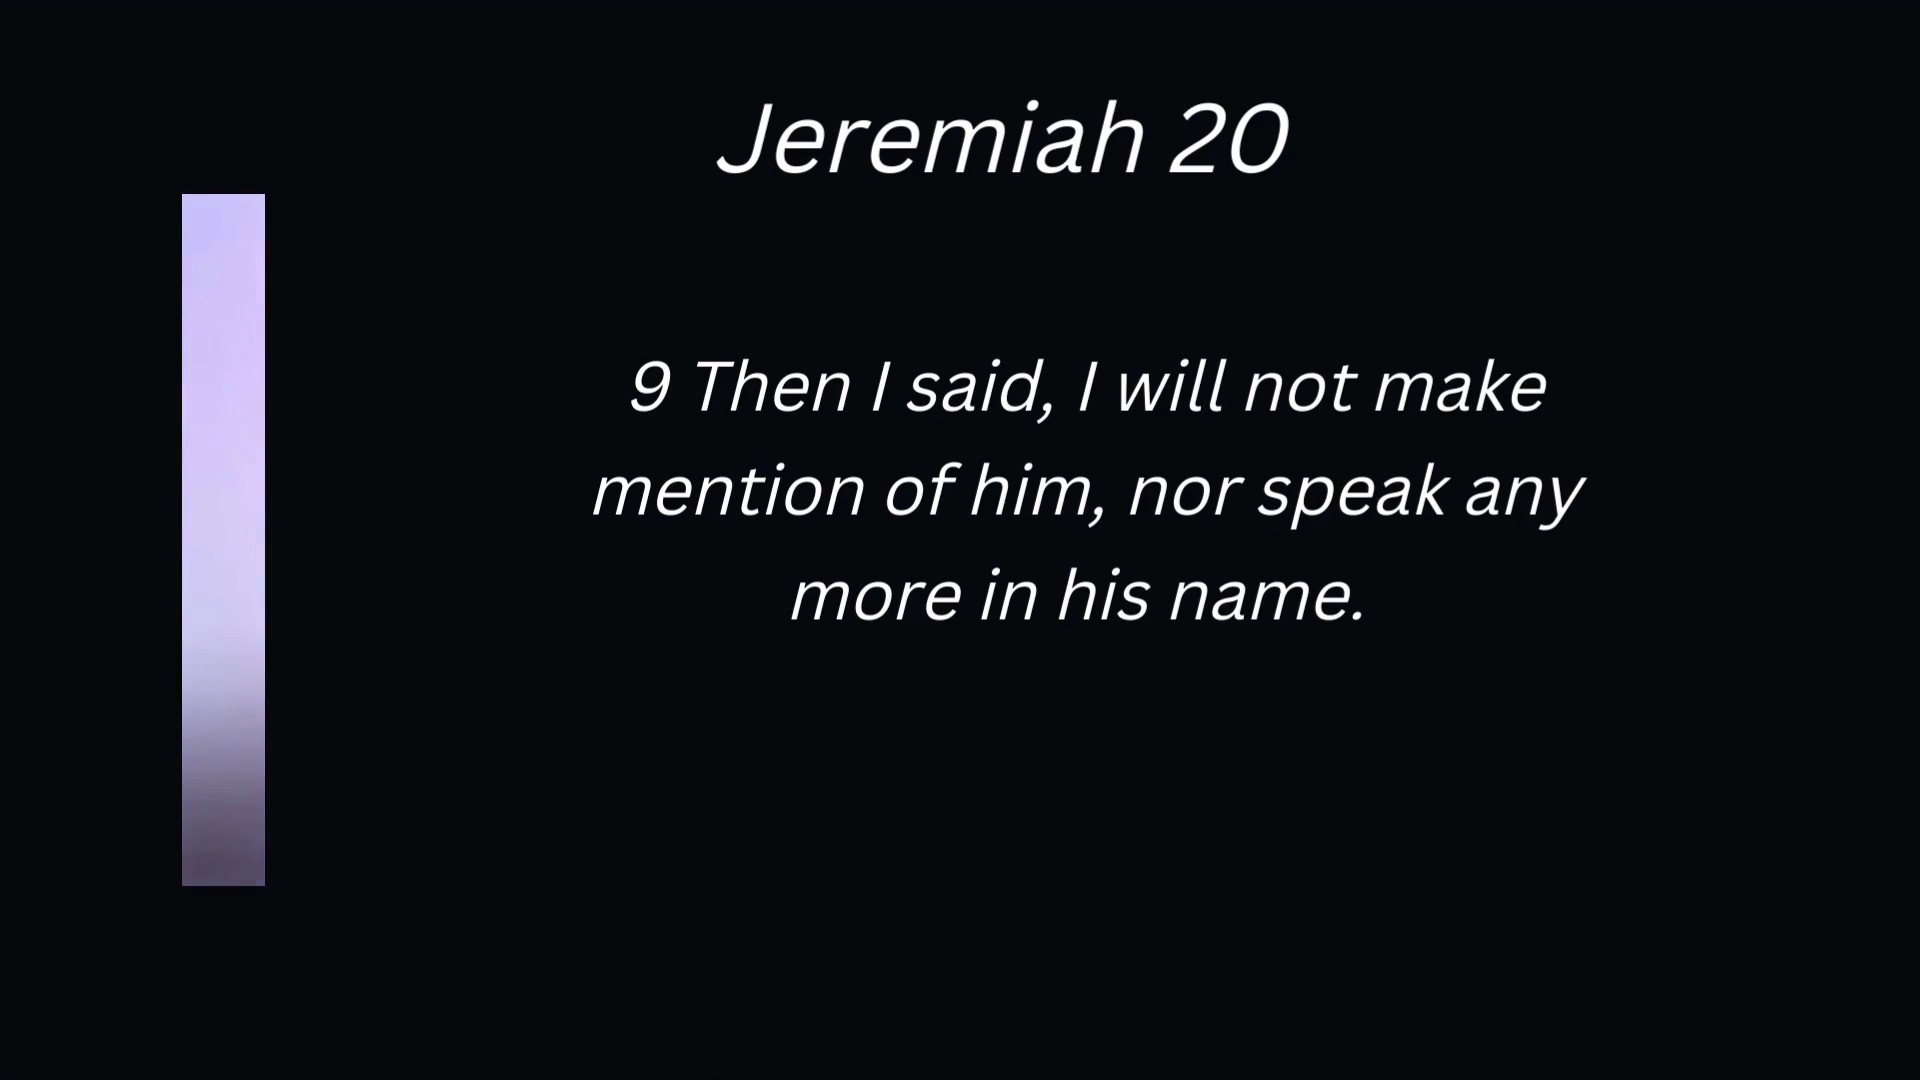 Jeremiah 20
9 Then I said, I will not make
mention of him, nor speak any
more in his name.